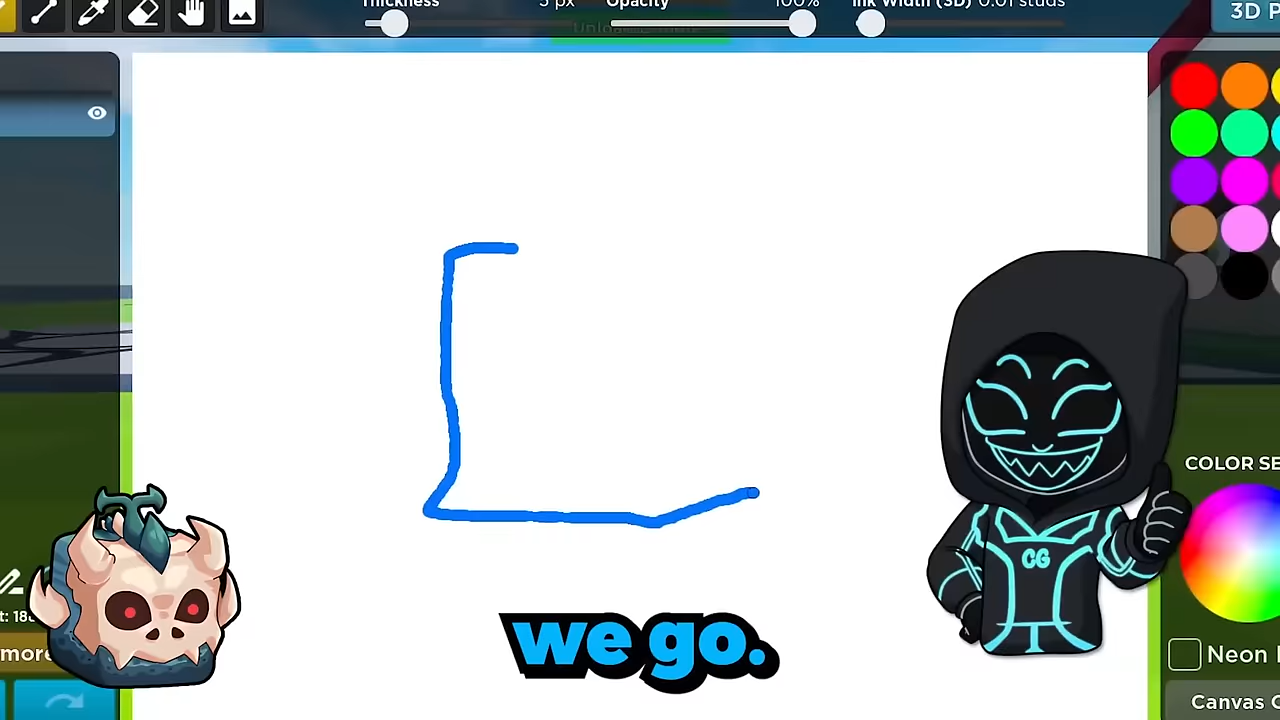 Thickness
5 px
Opacity
100%
Ink Width (3D) 0.01 studs
3D P
COLOR SE
CG
we go.
more
Neon
Canvas C